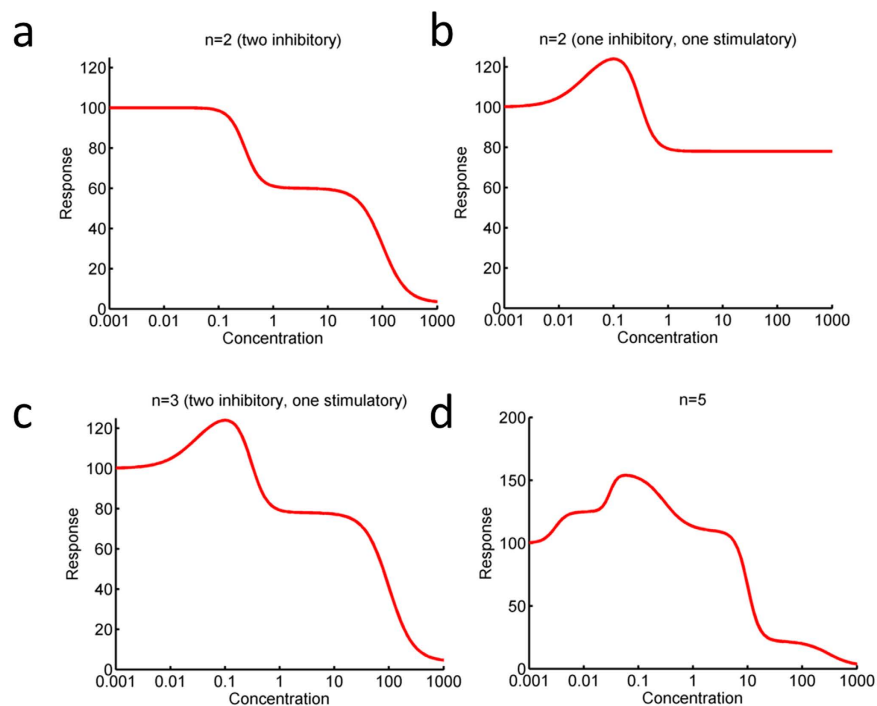 a
n=2 (two inhibitory)
120
100
80
60
40
20
0
Response
0.001 0.01 0.1 1 10 100 1000
Concentration
b
n=2 (one inhibitory, one stimulatory)
120
100
80
60
40
20
0
Response
0.001 0.01 0.1 1 10 100 1000
Concentration
c
n=3 (two inhibitory, one stimulatory)
120
100
80
60
40
20
0
Response
0.001 0.01 0.1 1 10 100 1000
Concentration
d
n=5
200
150
100
50
0
Response
0.001 0.01 0.1 1 10 100 1000
Concentration